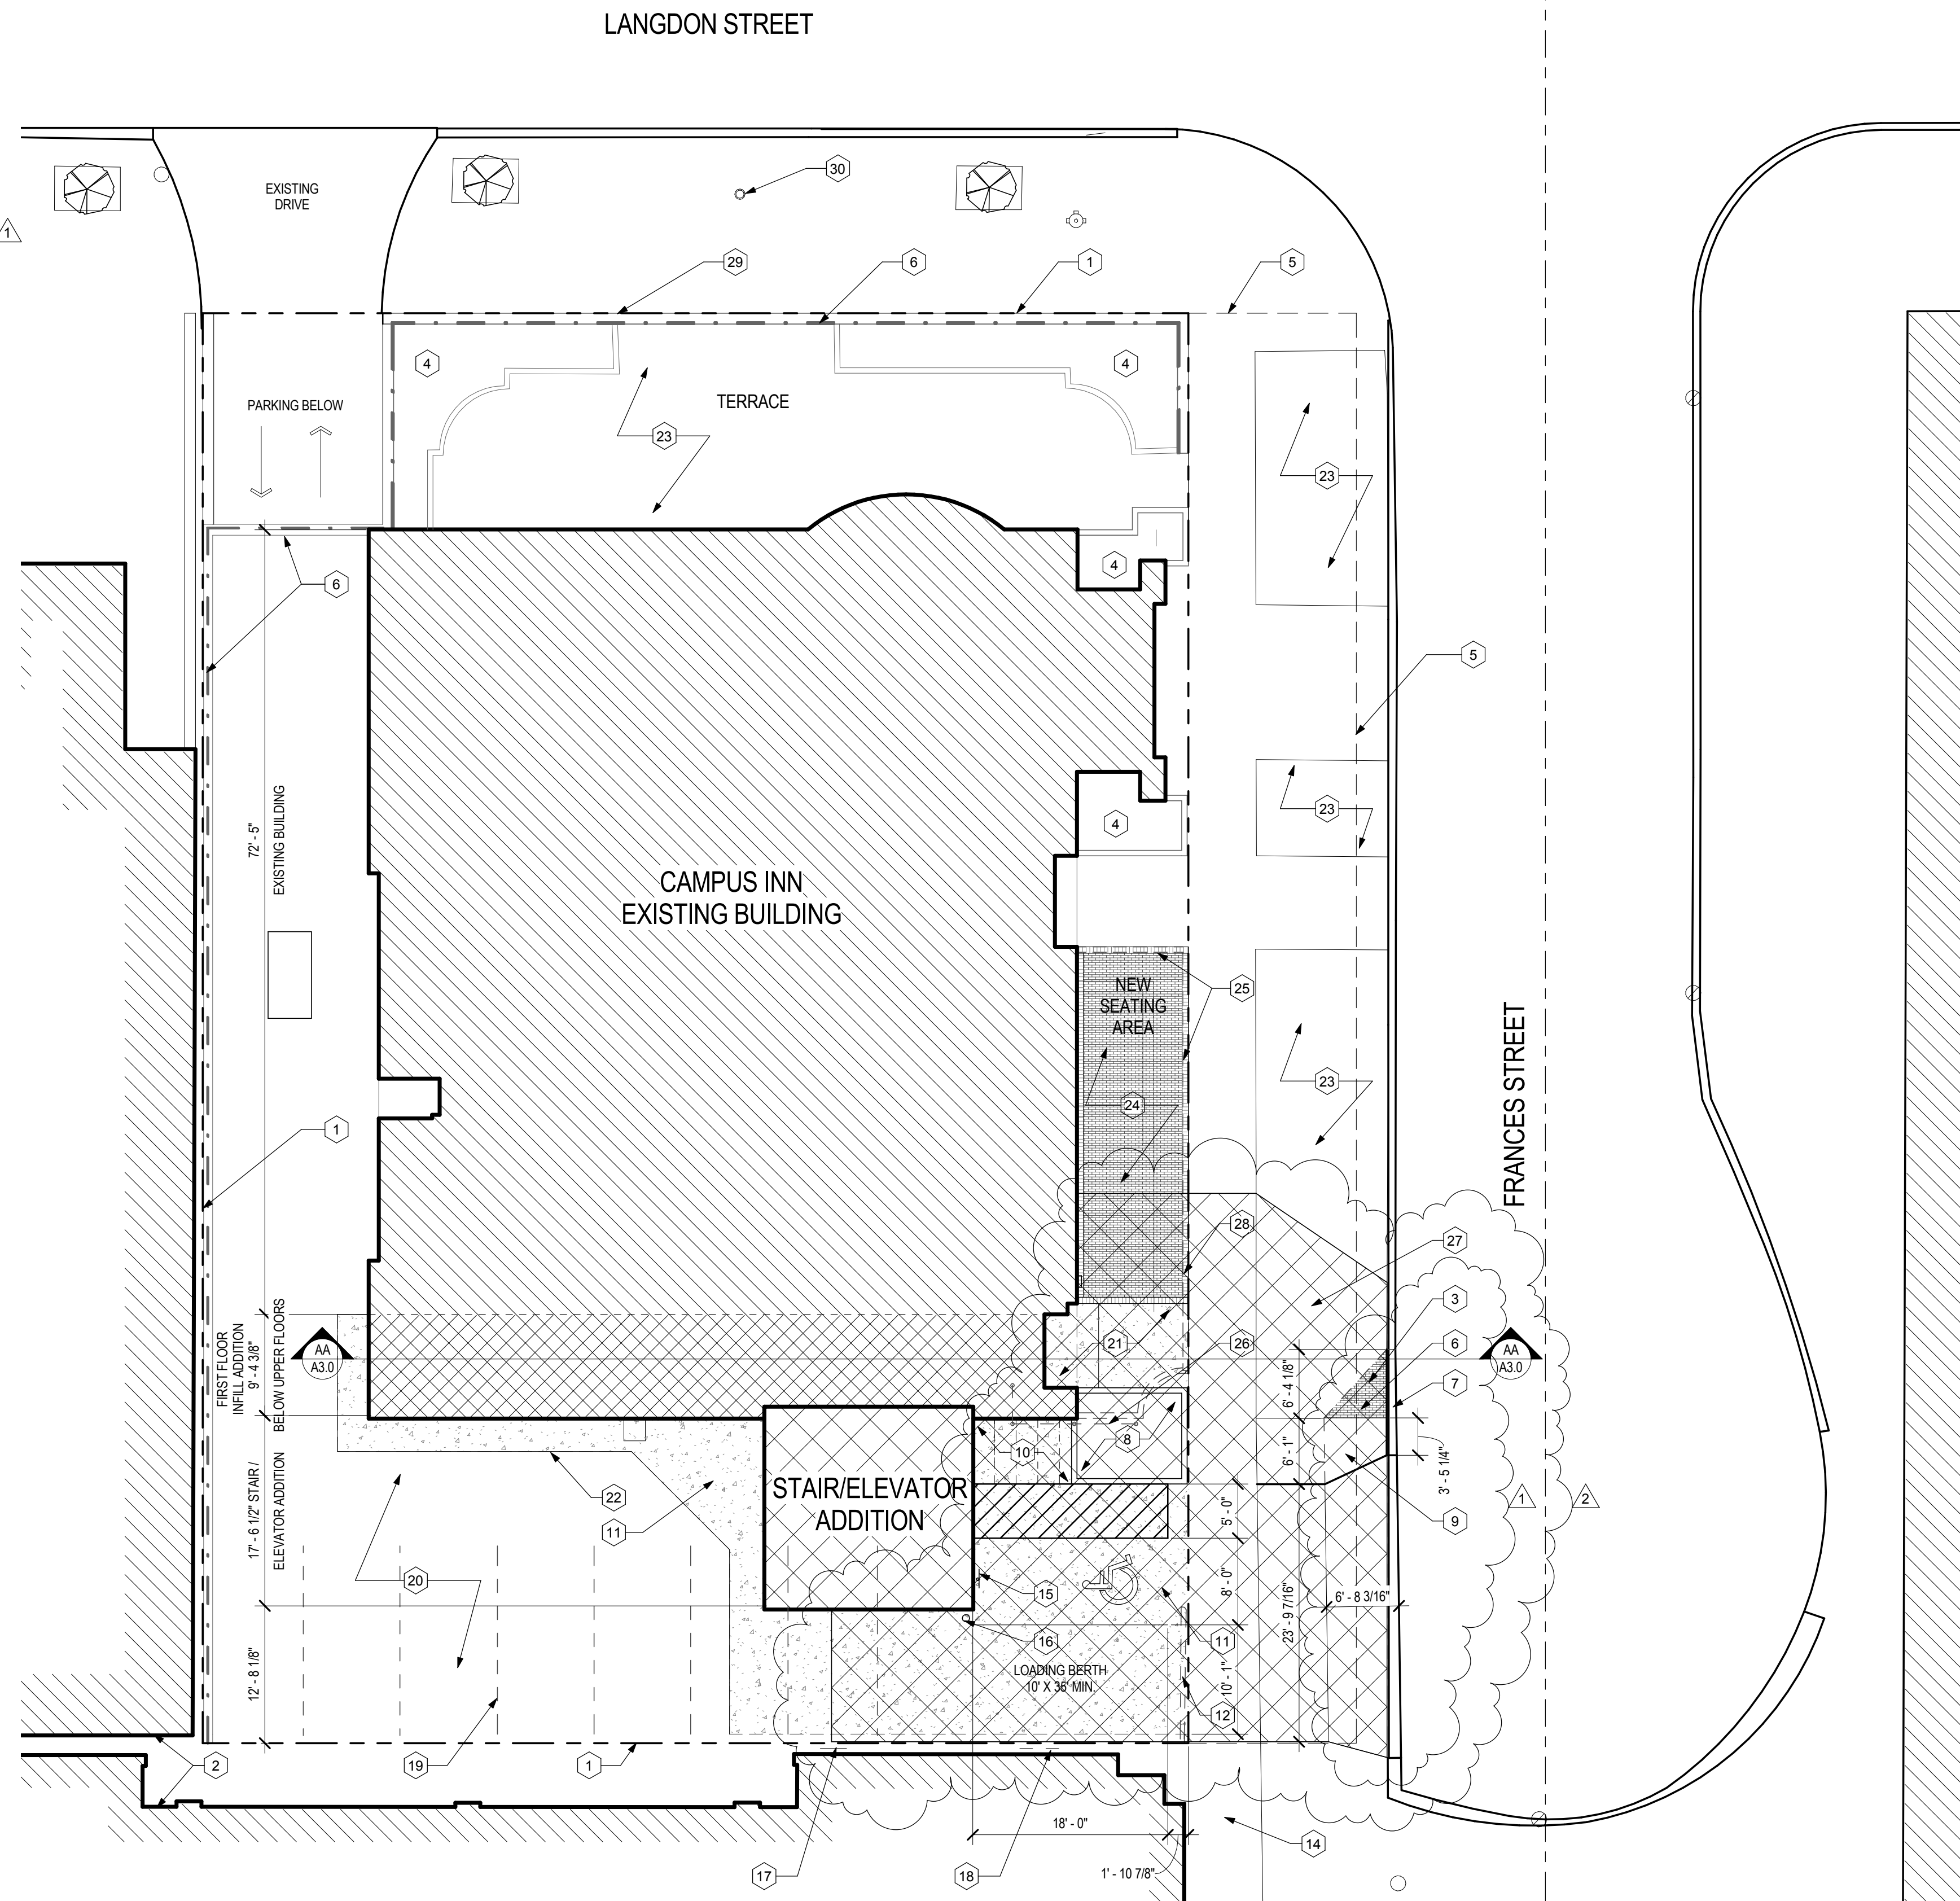 LANGDON STREET
30
EXISTING
DRIVE
1
29
6
1
5
4
4
PARKING BELOW
TERRACE
23
23
4
6
5
72' - 5"
EXISTING BUILDING
23
4
CAMPUS INN
EXISTING BUILDING
NEW
SEATING
AREA
25
FRANCES STREET
23
24
1
28
27
3
FIRST FLOOR
INFILL ADDITION
9' - 4 3/8"
BELOW UPPER FLOORS
AA
A3.0
21
26
6
AA
A3.0
6' - 4 1/8"
7
10
8
6' - 1"
3' - 5 1/4"
17' - 6 1/2" STAIR /
ELEVATOR ADDITION
STAIR/ELEVATOR
ADDITION
22
11
5' - 0"
9
1
2
20
15
8' - 0"
6' - 8 3/16"
23' - 9 7/16"
16
11
12' - 8 1/8"
LOADING BERTH
10' X 35' MIN.
10' - 1"
12
2
19
1
18' - 0"
14
17
18
1' - 10 7/8"